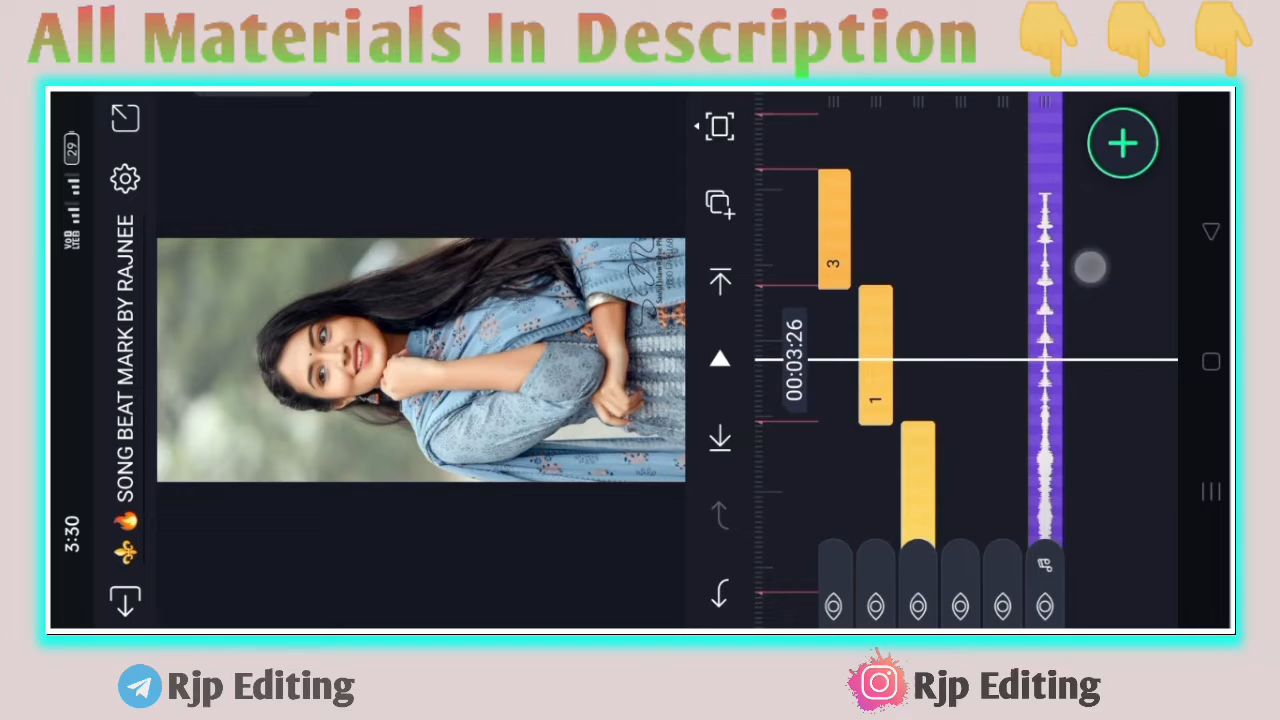 All Materials In Description 👇👇👇
3:30
29
⚜️🔥 SONG BEAT MARK BY RAJNEE
00:03:26
3
1
Rjp Editing
Rjp Editing